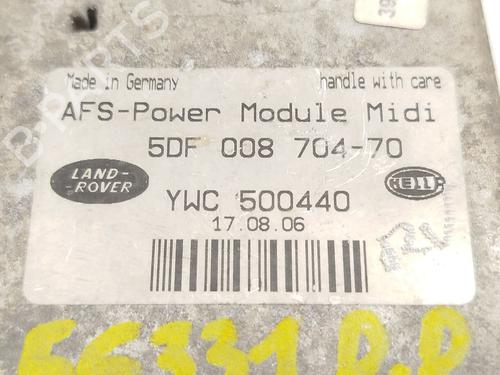 Made in Germany
handle with care
AFS-Power Module Midi
5DF 008 704-70
LAND-
ROVER
YWC 500440
HELLA
17.08.06